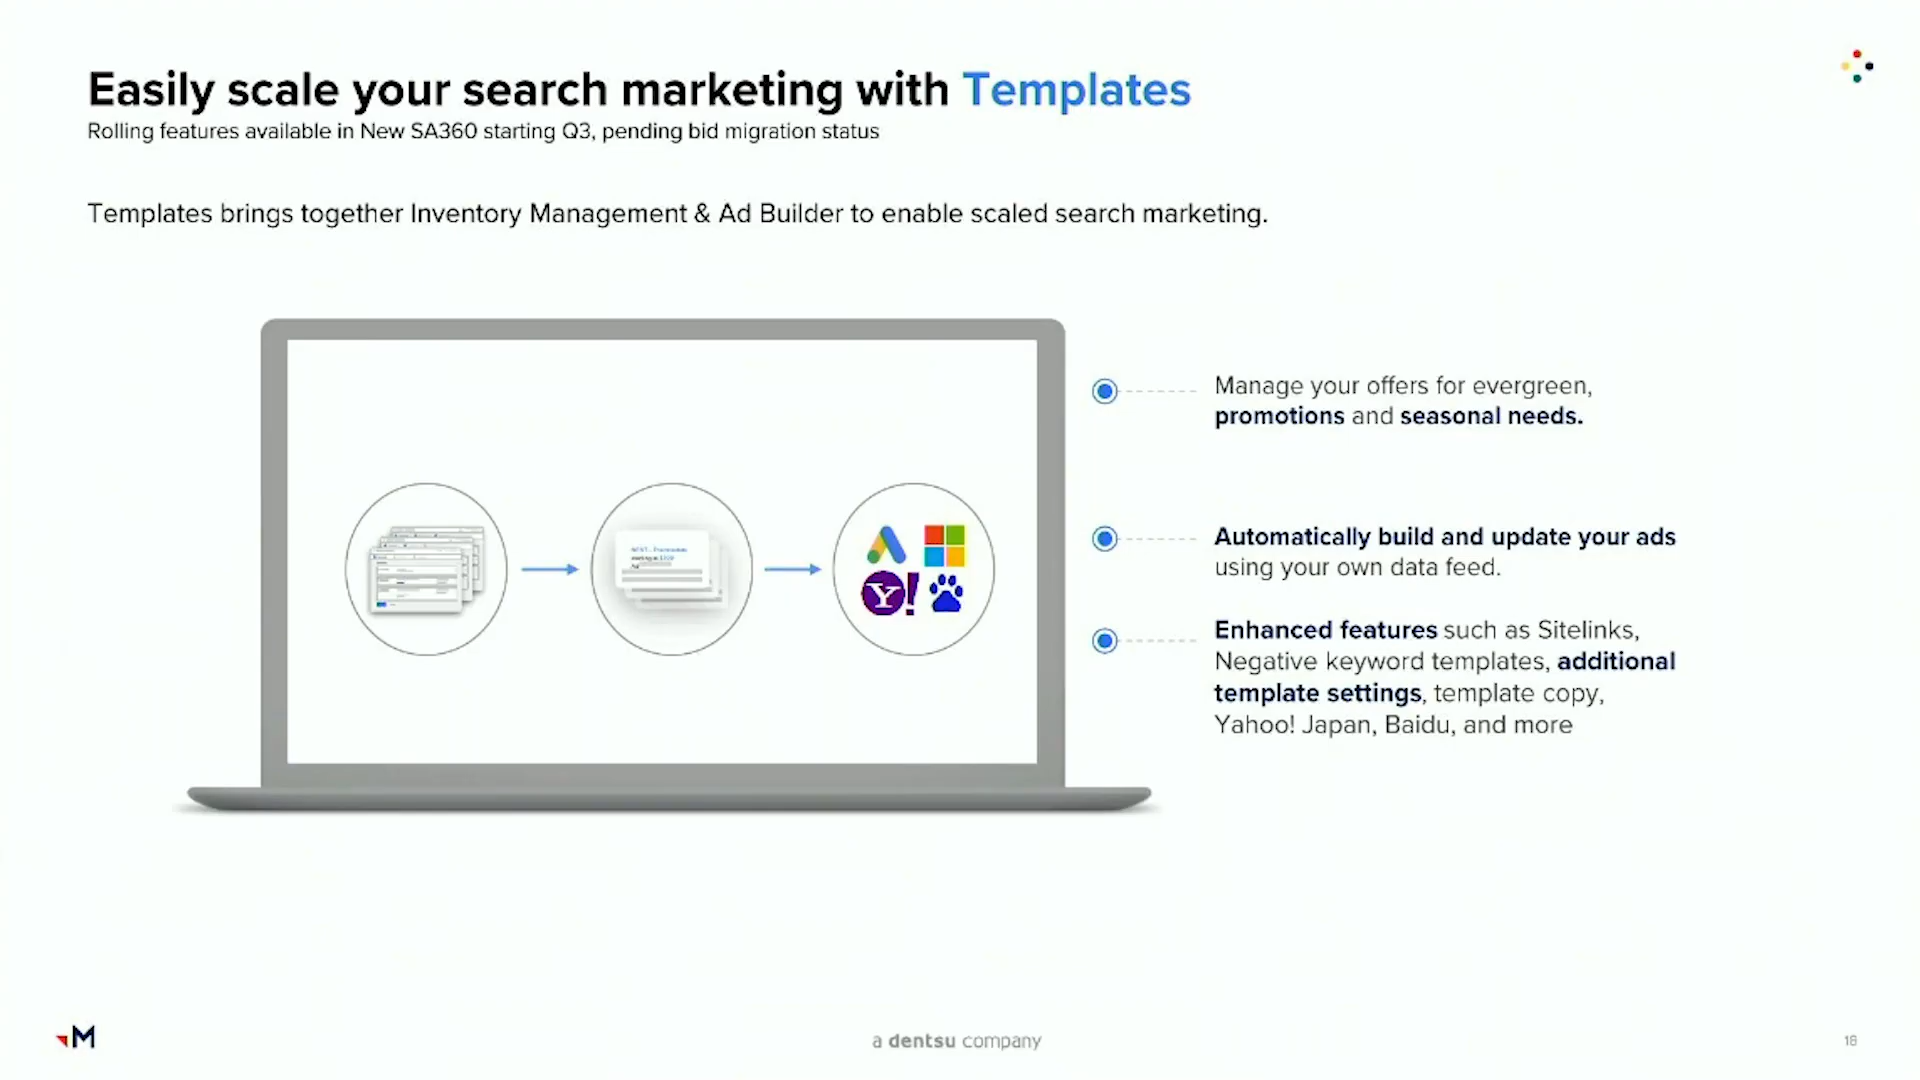 Easily scale your search marketing with Templates
Rolling features available in New SA360 starting Q3, pending bid migration status
Templates brings together Inventory Management & Ad Builder to enable scaled search marketing.
Manage your offers for evergreen,
promotions and seasonal needs.
Automatically build and update your ads
using your own data feed.
Enhanced features such as Sitelinks,
Negative keyword templates, additional
template settings, template copy,
Yahoo! Japan, Baidu, and more
Y!
M
a dentsu company
18